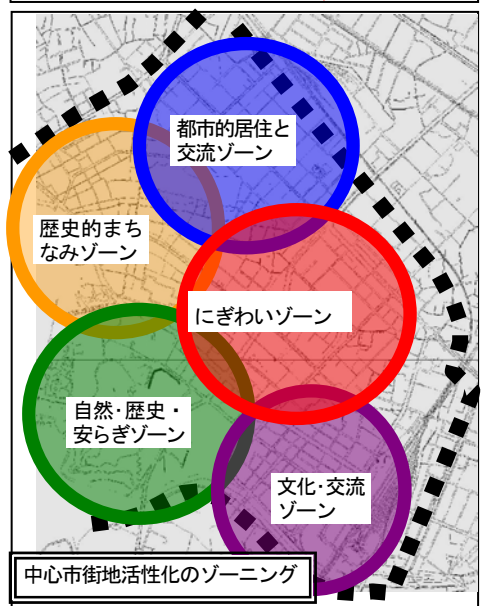 都市的居住と
交流ゾーン
歴史的まち
なみゾーン
にぎわいゾーン
自然・歴史・
安らぎゾーン
文化・交流
ゾーン
中心市街地活性化のゾーニング